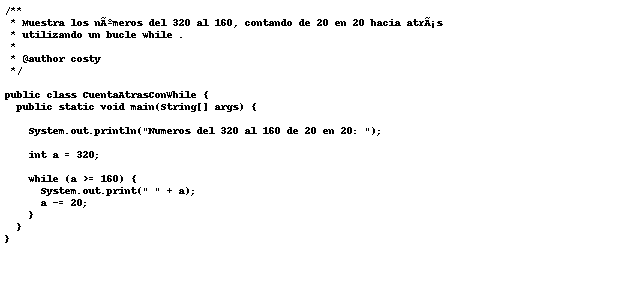 /**
 * Muestra los nÃºmeros del 320 al 160, contando de 20 en 20 hacia atrÃ¡s
 * utilizando un bucle while .
 *
 * @author costy
 */
public class CuentaAtrasConWhile {
  public static void main(String[] args) {
    System.out.println("Numeros del 320 al 160 de 20 en 20: ");
    int a = 320;
    while (a >= 160) {
      System.out.print(" " + a);
      a -= 20;
    }
  }
}